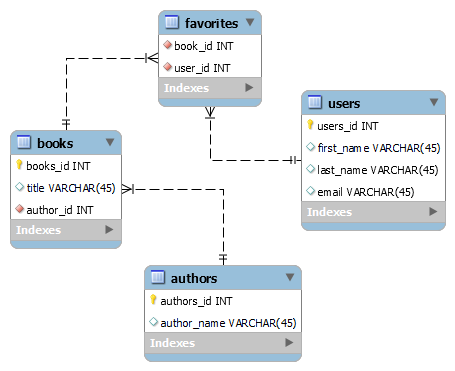 favorites
book_id INT
user_id INT
Indexes
users
users_id INT
first_name VARCHAR(45)
last_name VARCHAR(45)
email VARCHAR(45)
Indexes
books
books_id INT
title VARCHAR(45)
author_id INT
Indexes
authors
authors_id INT
author_name VARCHAR(45)
Indexes